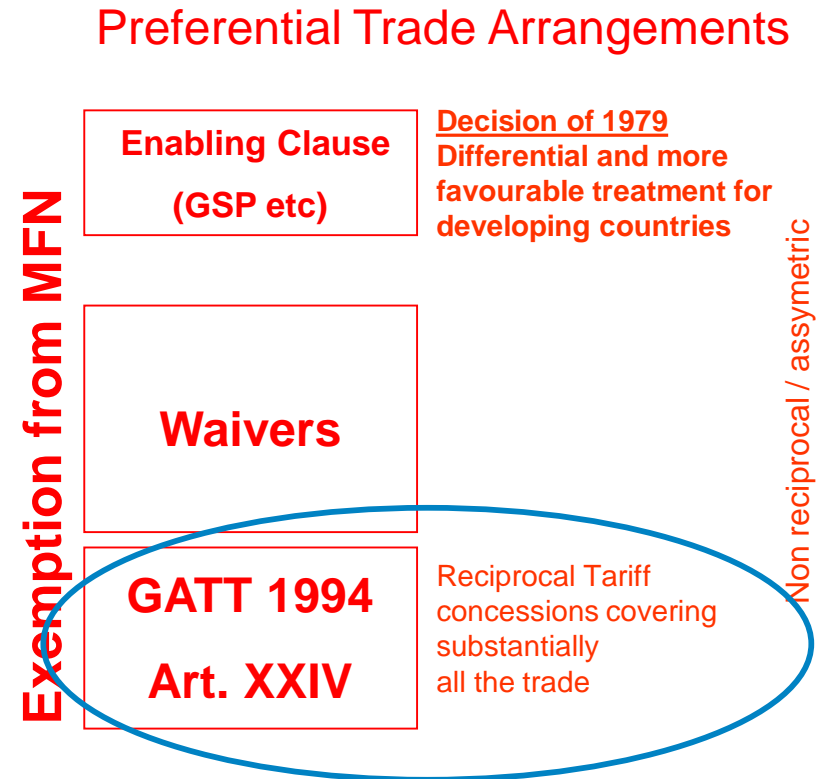 Preferential Trade Arrangements
Exemption from MFN
Enabling Clause
(GSP etc)
Decision of 1979
Differential and more
favourable treatment for
developing countries
Non reciprocal / assymetric
Waivers
GATT 1994
Art. XXIV
Reciprocal Tariff
concessions covering
substantially
all the trade